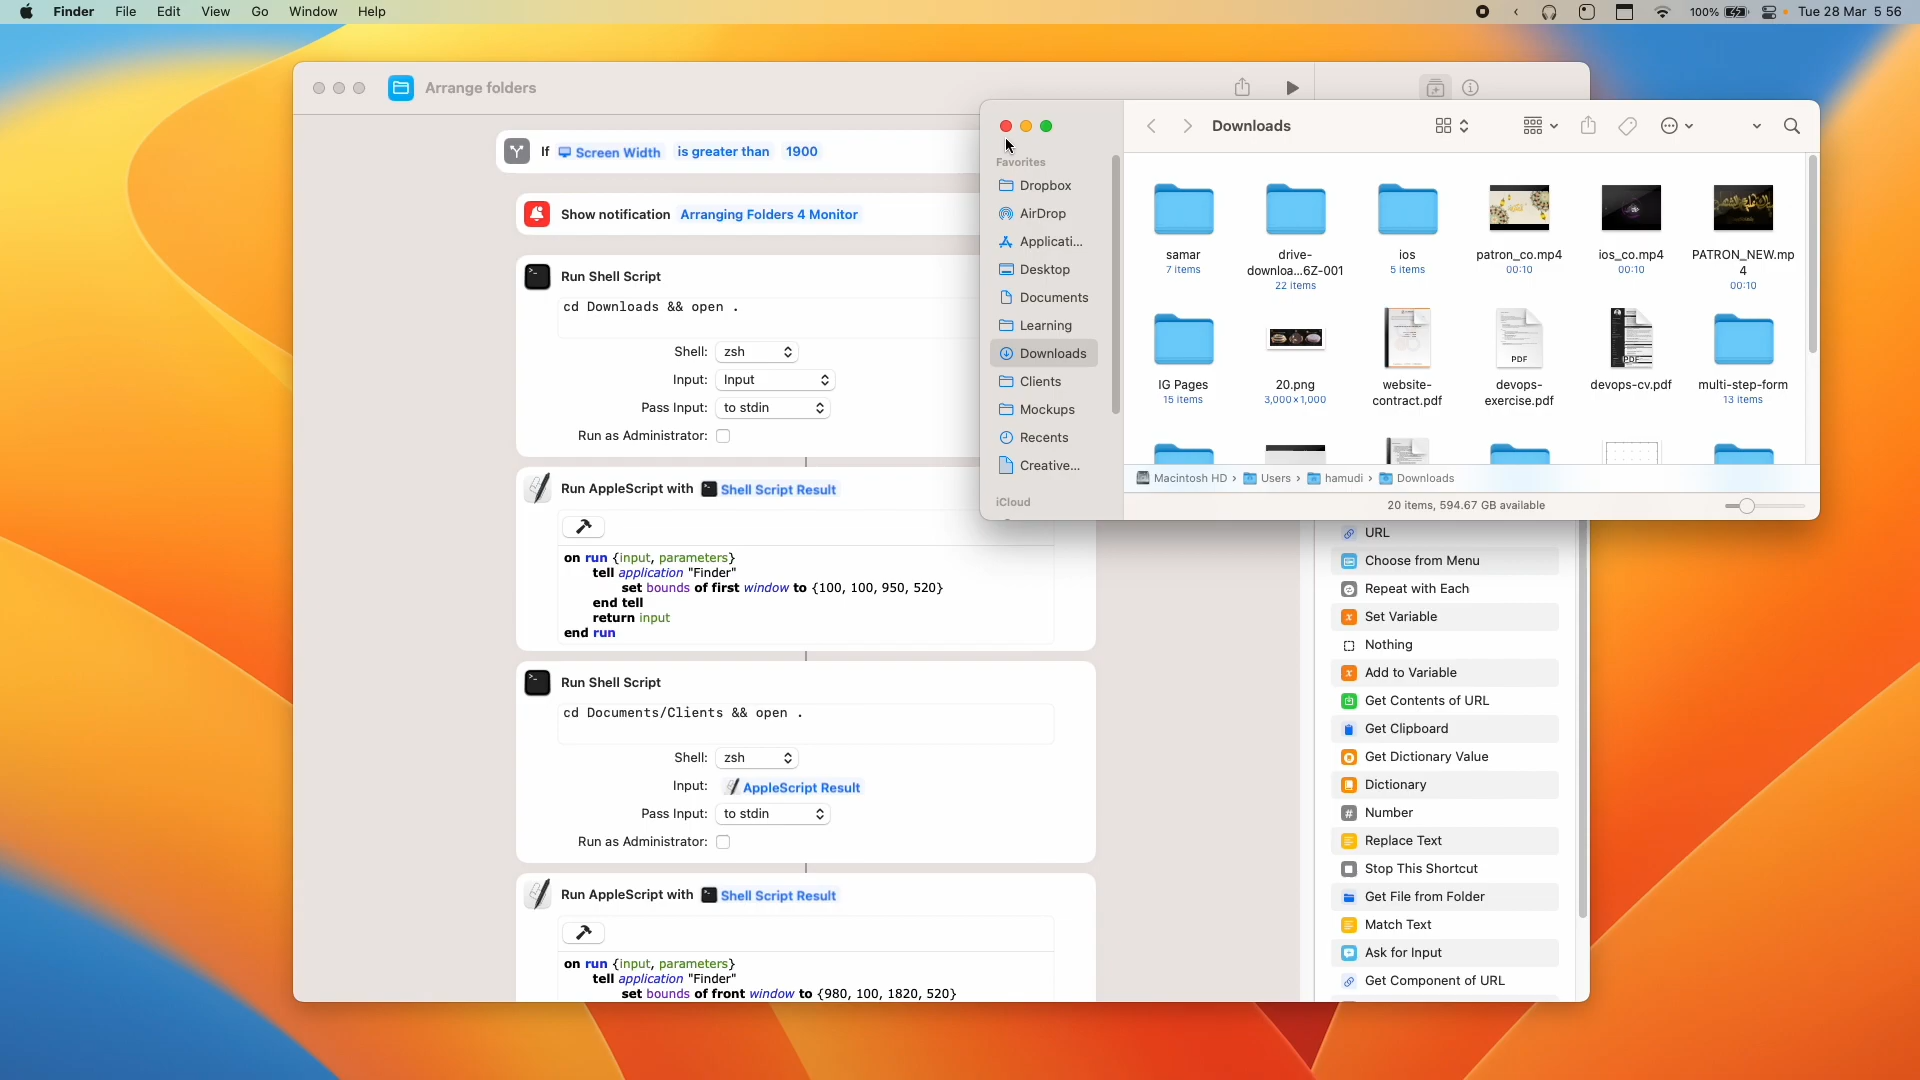 Finder File Edit View Go Window Help 100% Tue 28 Mar 5 56
Arrange folders
If Screen Width is greater than 1900
Show notification Arranging Folders 4 Monitor
Run Shell Script
cd Downloads && open .
Shell: zsh
Input: Input
Pass Input: to stdin
Run as Administrator:
Run AppleScript with Shell Script Result
on run {input, parameters}
tell application "Finder"
set bounds of first window to {100, 100, 950, 520}
end tell
return input
end run
Run Shell Script
cd Documents/Clients && open .
Shell: zsh
Input: AppleScript Result
Pass Input: to stdin
Run as Administrator:
Run AppleScript with Shell Script Result
on run {input, parameters}
tell application "Finder"
set bounds of front window to {980, 100, 1820, 520}
Downloads
Favorites
Dropbox
AirDrop
Applicati...
Desktop
Documents
Learning
Downloads
Clients
Mockups
Recents
Creative...
iCloud
samar
7 items
drive-
downloa...6Z-001
22 items
ios
5 items
patron_co.mp4
00:10
ios_co.mp4
00:10
PATRON_NEW.mp
4
00:10
IG Pages
15 items
20.png
3,000×1,000
website-
contract.pdf
PDF
devops-
exercise.pdf
PDF
devops-cv.pdf
multi-step-form
13 items
Macintosh HD › Users › hamudi › Downloads
20 items, 594.67 GB available
URL
Choose from Menu
Repeat with Each
Set Variable
Nothing
Add to Variable
Get Contents of URL
Get Clipboard
Get Dictionary Value
Dictionary
Number
Replace Text
Stop This Shortcut
Get File from Folder
Match Text
Ask for Input
Get Component of URL